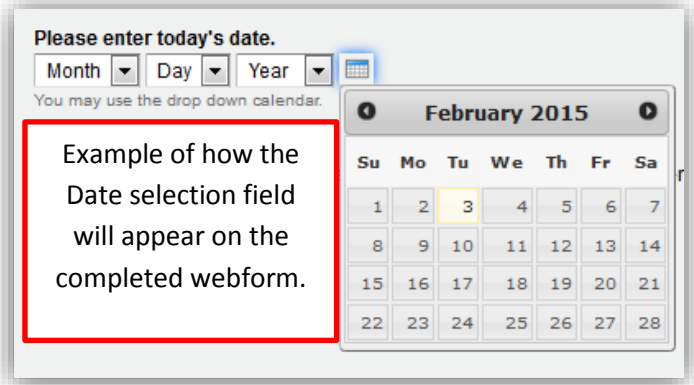 Please enter today's date.
Month Day Year
You may use the drop down calendar.
Example of how the
Date selection field
will appear on the
completed webform.
February 2015
Su Mo Tu We Th Fr Sa
1 2 3 4 5 6 7
8 9 10 11 12 13 14
15 16 17 18 19 20 21
22 23 24 25 26 27 28